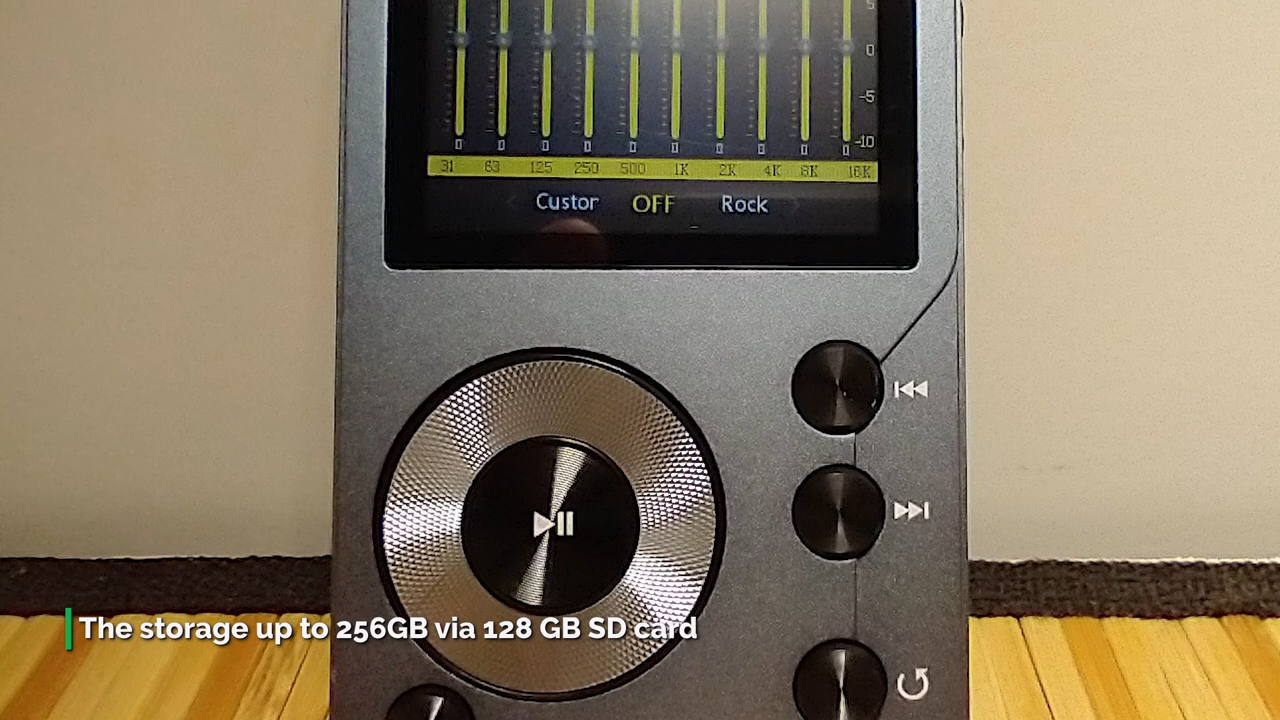 5
0
-5
-10
0 0 0 0 0 0 0 0 0 0
31 63 125 250 500 1K 2K 4K 8K 16K
Custor OFF Rock
The storage up to 256GB via 128 GB SD card